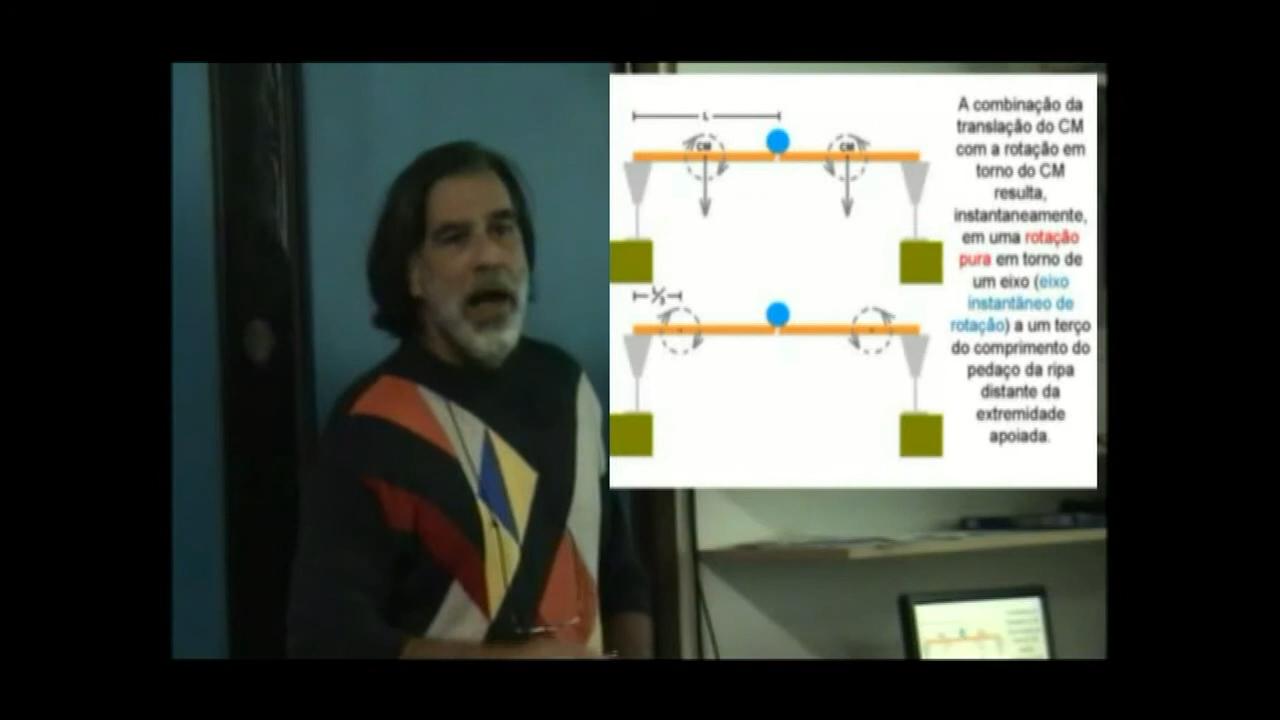 L
CM
CM
L/3
A combinação da
translação do CM
com a rotação em
torno do CM
resulta,
instantaneamente,
em uma rotação
pura em torno de
um eixo (eixo
instantâneo de
rotação) a um terço
do comprimento do
pedaço da ripa
distante da
extremidade
apoiada.